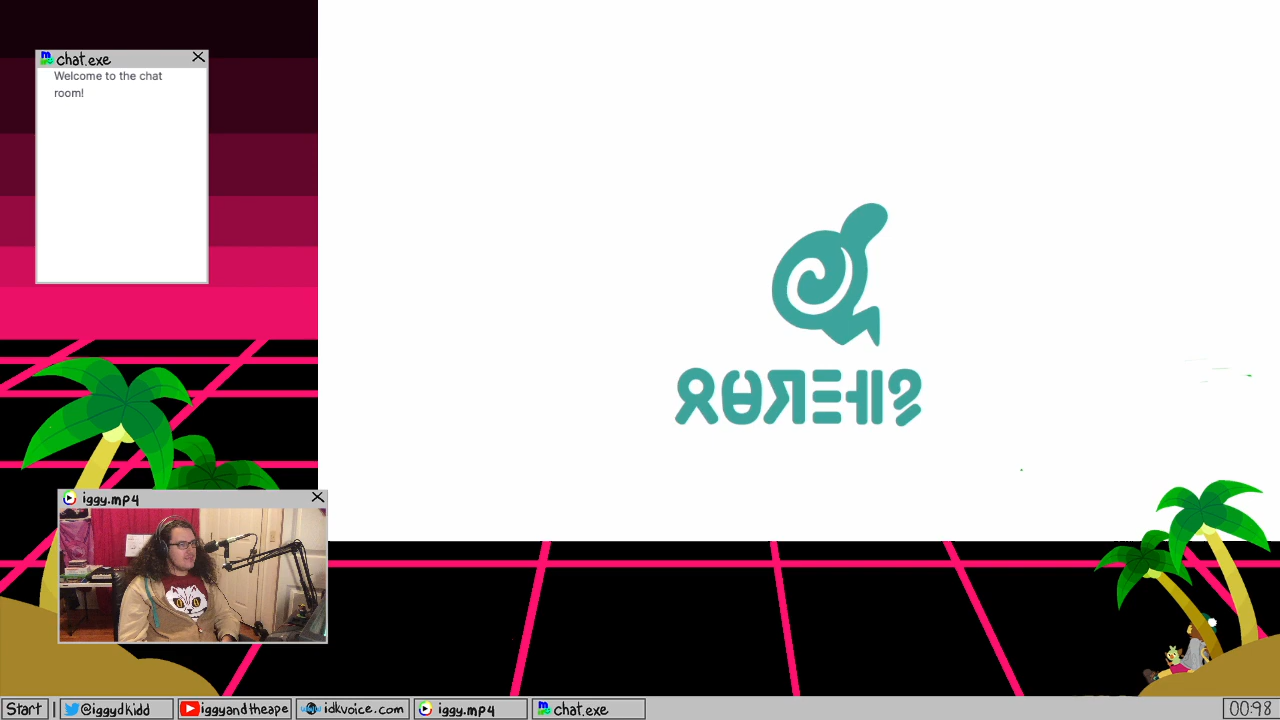 chat.exe
Welcome to the chat
room!
iggy.mp4
Start
@iggydkidd
iggyandtheape
www
idkvoice.com
iggy.mp4
chat.exe
00:98